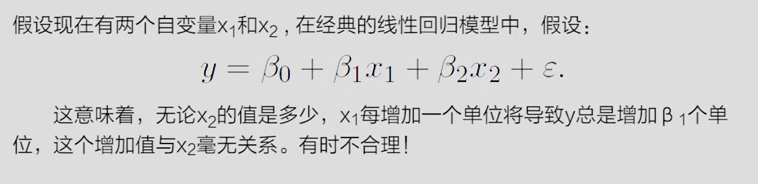 假设现在有两个自变量x₁和x₂ , 在经典的线性回归模型中，假设：
y = β₀ + β₁x₁ + β₂x₂ + ε.
这意味着，无论x₂的值是多少，x₁每增加一个单位将导致y总是增加β ₁个单
位，这个增加值与x₂毫无关系。有时不合理！